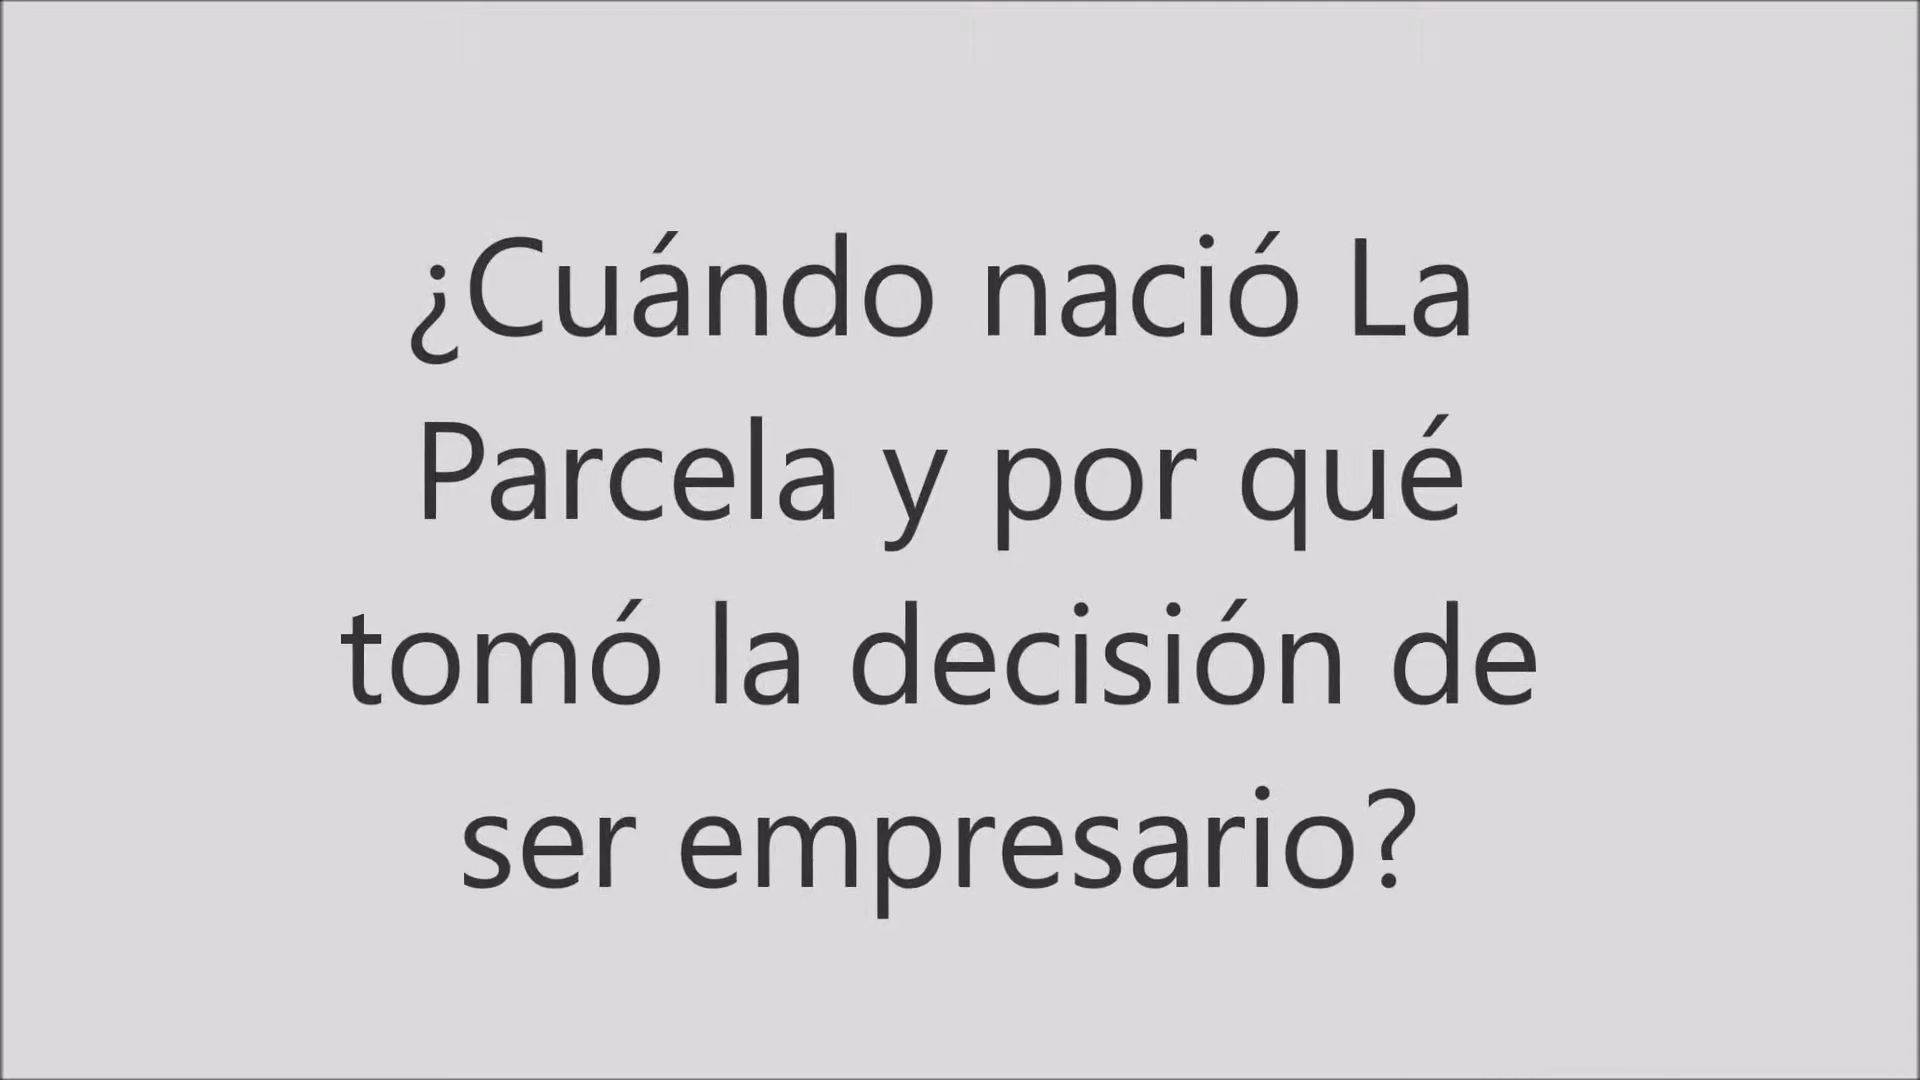 ¿Cuándo nació La
Parcela y por qué
tomó la decisión de
ser empresario?